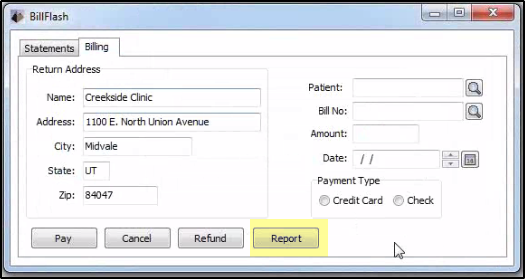 BillFlash
Statements Billing
Return Address
Name: Creekside Clinic
Address: 1100 E. North Union Avenue
City: Midvale
State: UT
Zip: 84047
Patient:
Bill No:
Amount:
Date: / /
Payment Type
Credit Card Check
Pay Cancel Refund Report